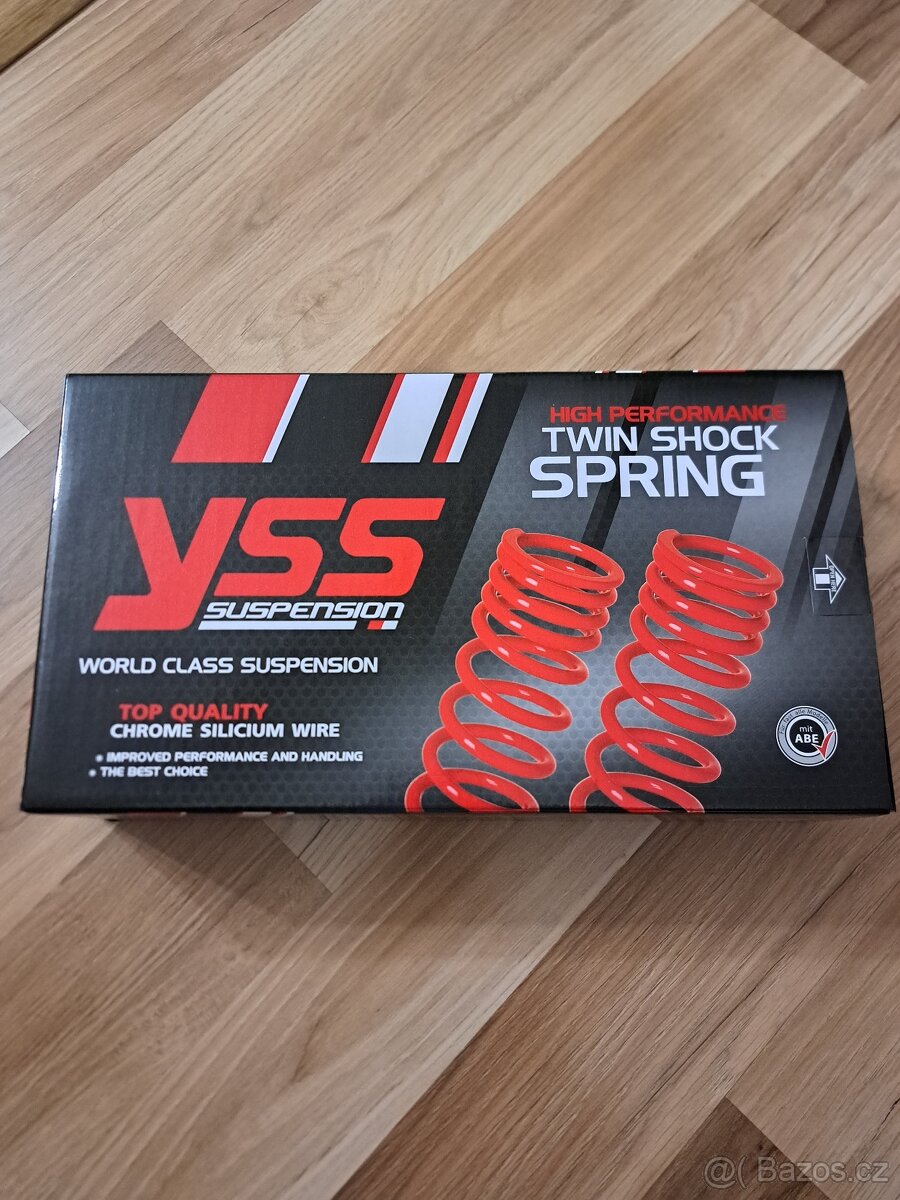 HIGH PERFORMANCE
TWIN SHOCK
SPRING
YSS
SUSPENSION
WORLD CLASS SUSPENSION
TOP QUALITY
CHROME SILICIUM WIRE
IMPROVED PERFORMANCE AND HANDLING
THE BEST CHOICE
mit
ABE
@( Bazos.cz